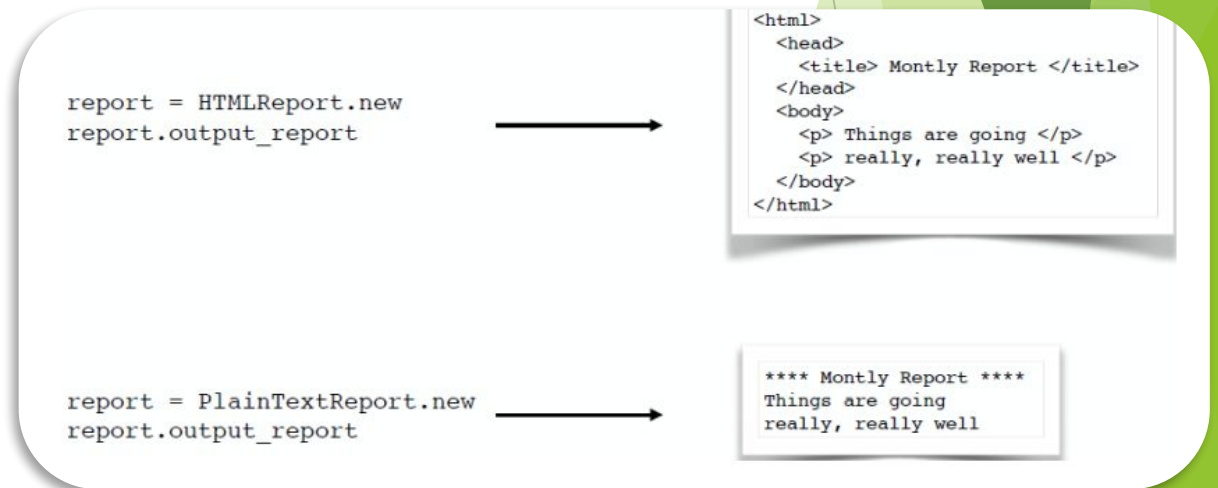 report = HTMLReport.new
report.output_report
<html>
  <head>
    <title> Montly Report </title>
  </head>
  <body>
    <p> Things are going </p>
    <p> really, really well </p>
  </body>
</html>
report = PlainTextReport.new
report.output_report
**** Montly Report ****
Things are going
really, really well